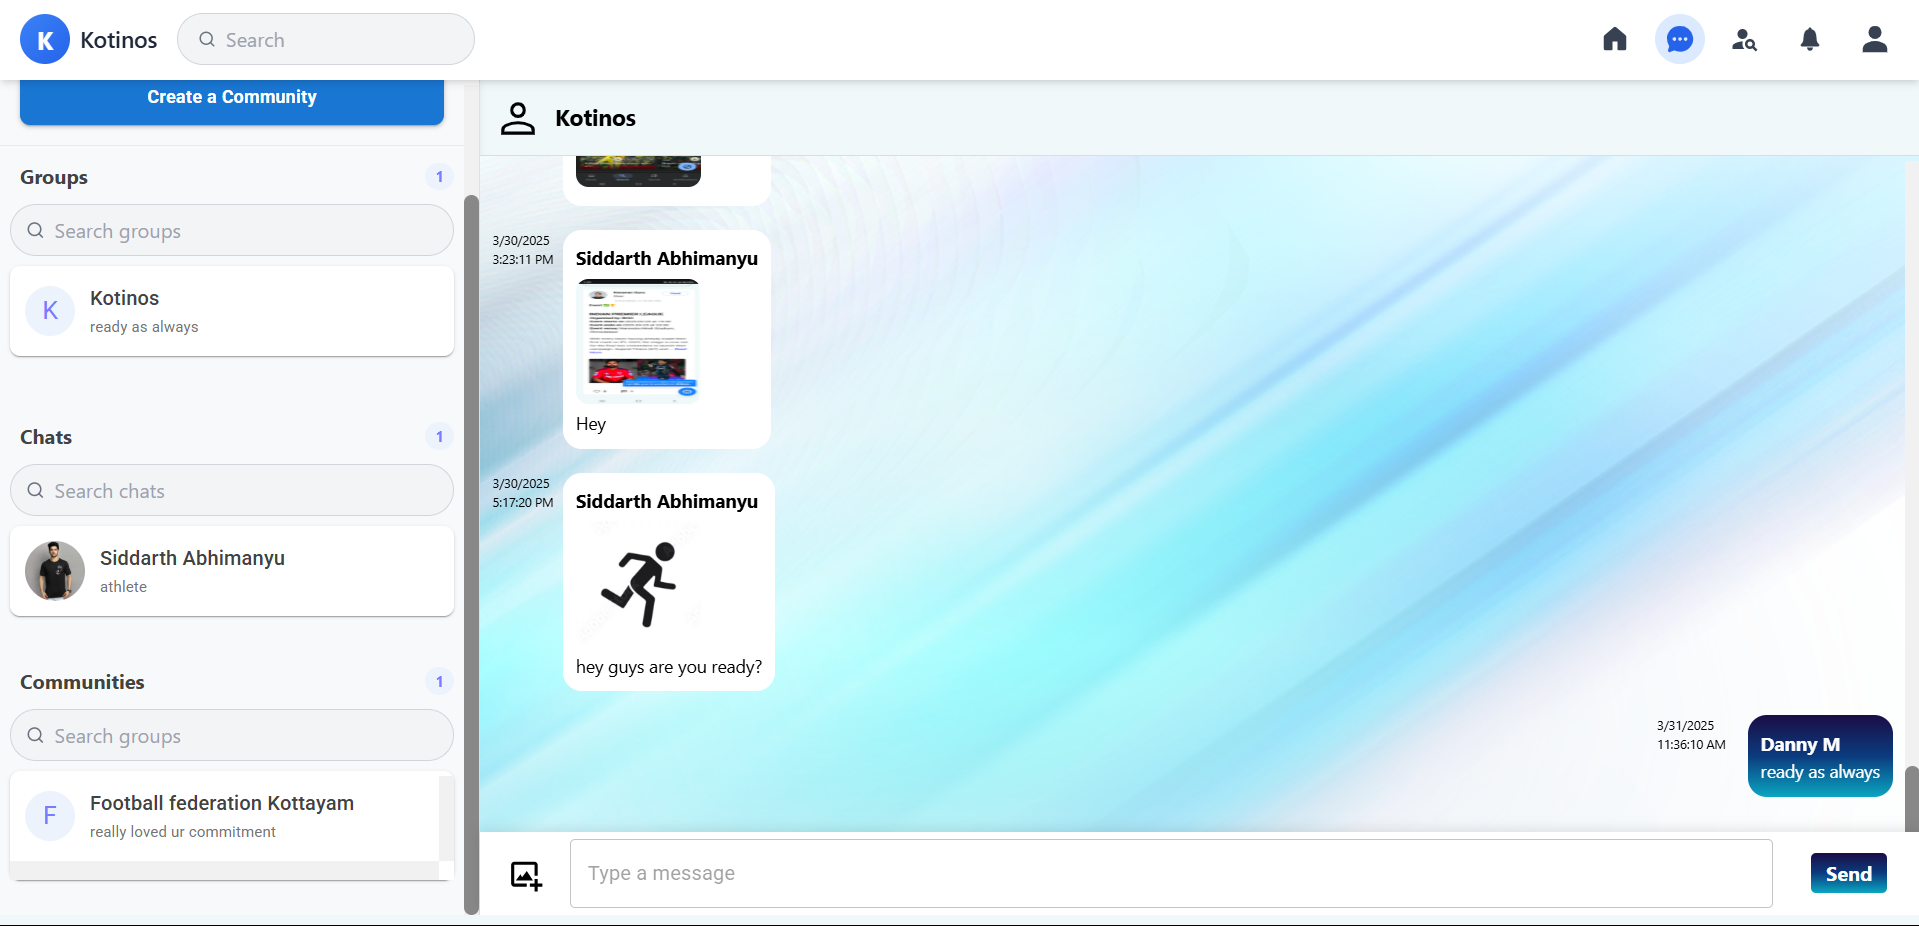 K Kotinos Search
Create a Community
Groups 1
Search groups
K Kotinos
ready as always
Chats 1
Search chats
Siddarth Abhimanyu
athlete
Communities 1
Search groups
F Football federation Kottayam
really loved ur commitment
Kotinos
3/30/2025
3:23:11 PM
Siddarth Abhimanyu
INDIAN PREMIER LEAGUE
Hey
3/30/2025
5:17:20 PM
Siddarth Abhimanyu
hey guys are you ready?
3/31/2025
11:36:10 AM
Danny M
ready as always
Type a message
Send